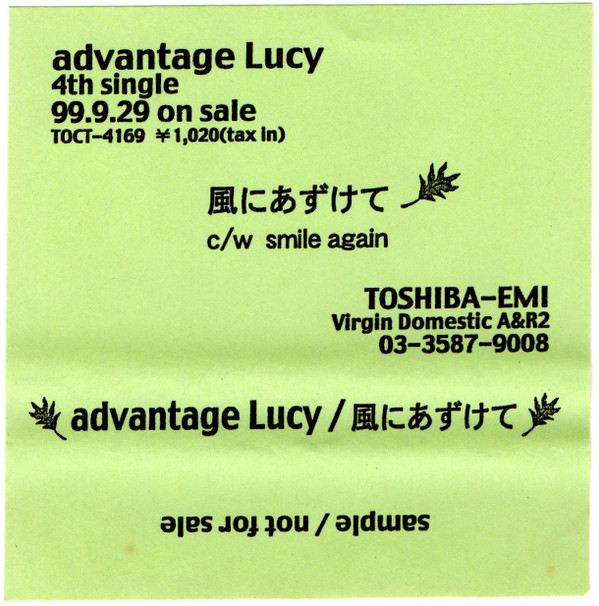 advantage Lucy
4th single
99.9.29 on sale
TOCT-4169 ¥1,020(tax in)
風にあずけて
c/w smile again
TOSHIBA-EMI
Virgin Domestic A&R2
03-3587-9008
advantage Lucy / 風にあずけて
sample / not for sale